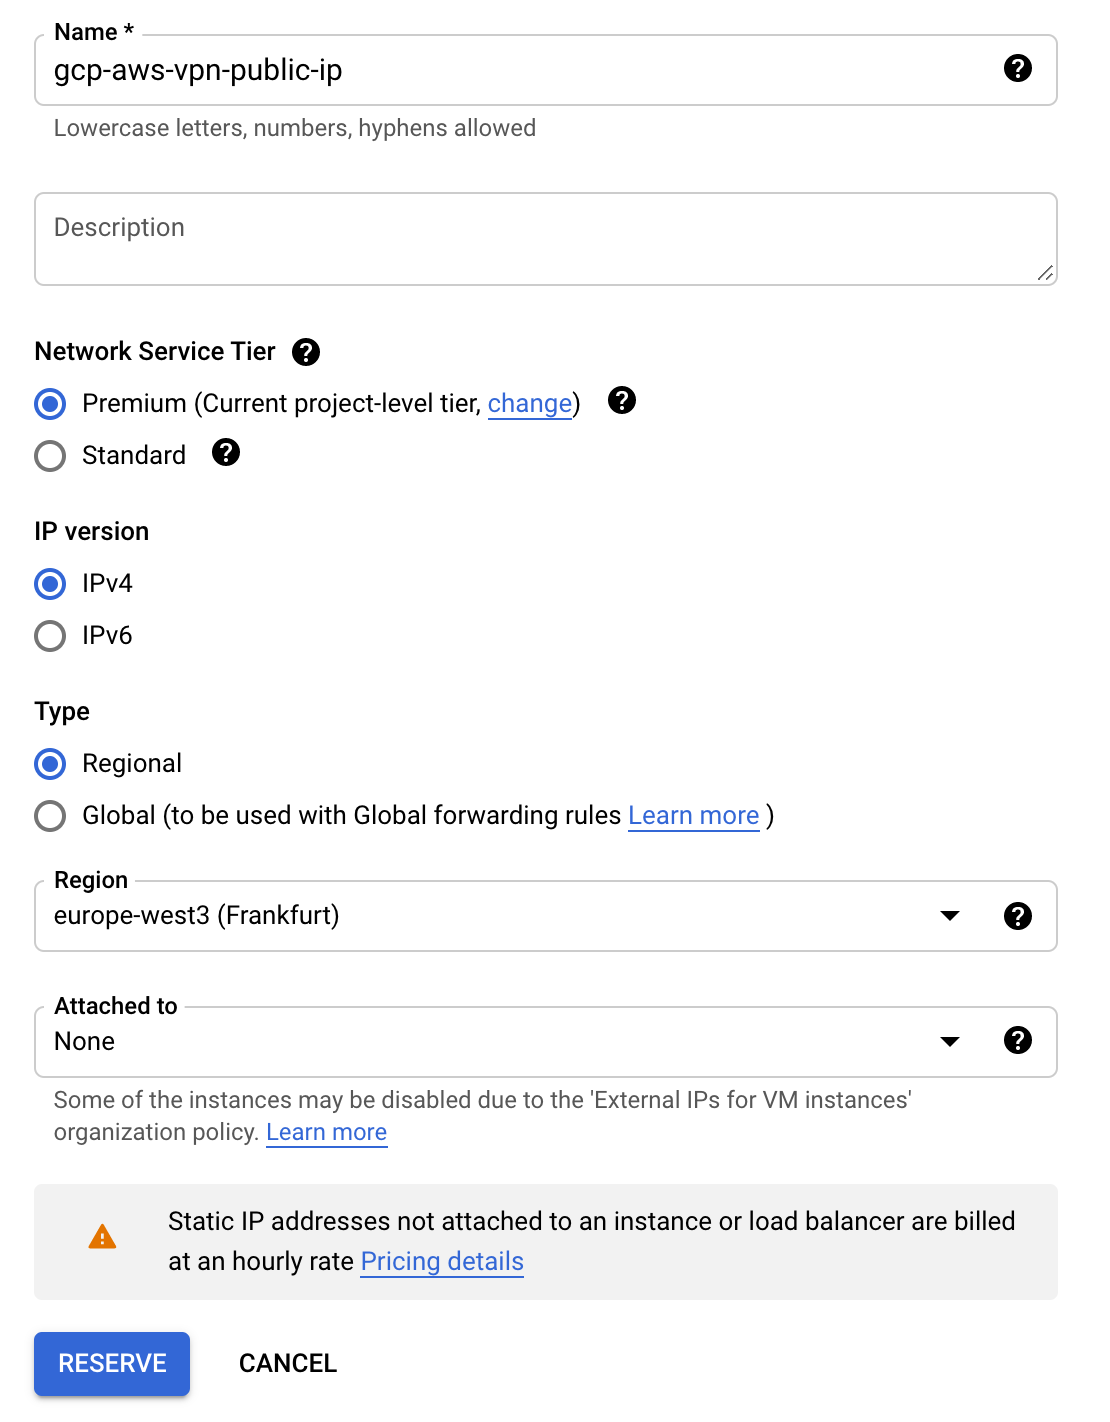 Name *
gcp-aws-vpn-public-ip
Lowercase letters, numbers, hyphens allowed
Description
Network Service Tier
Premium (Current project-level tier, change)
Standard
IP version
IPv4
IPv6
Type
Regional
Global (to be used with Global forwarding rules Learn more )
Region
europe-west3 (Frankfurt)
Attached to
None
Some of the instances may be disabled due to the 'External IPs for VM instances'
organization policy. Learn more
Static IP addresses not attached to an instance or load balancer are billed
at an hourly rate Pricing details
RESERVE CANCEL